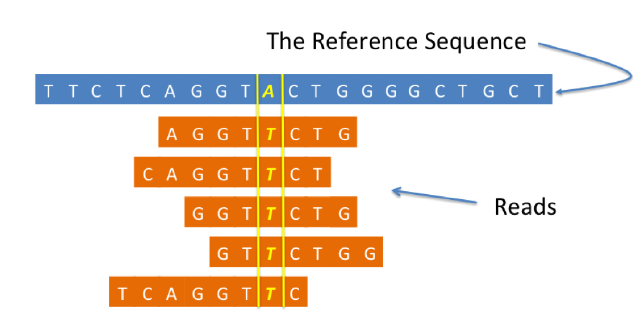 The Reference Sequence
T T C T C A G G T A C T G G G G C T G C T
A G G T T C T G
C A G G T T C T
G G T T C T G
G T T C T G G
T C A G G T T C
Reads